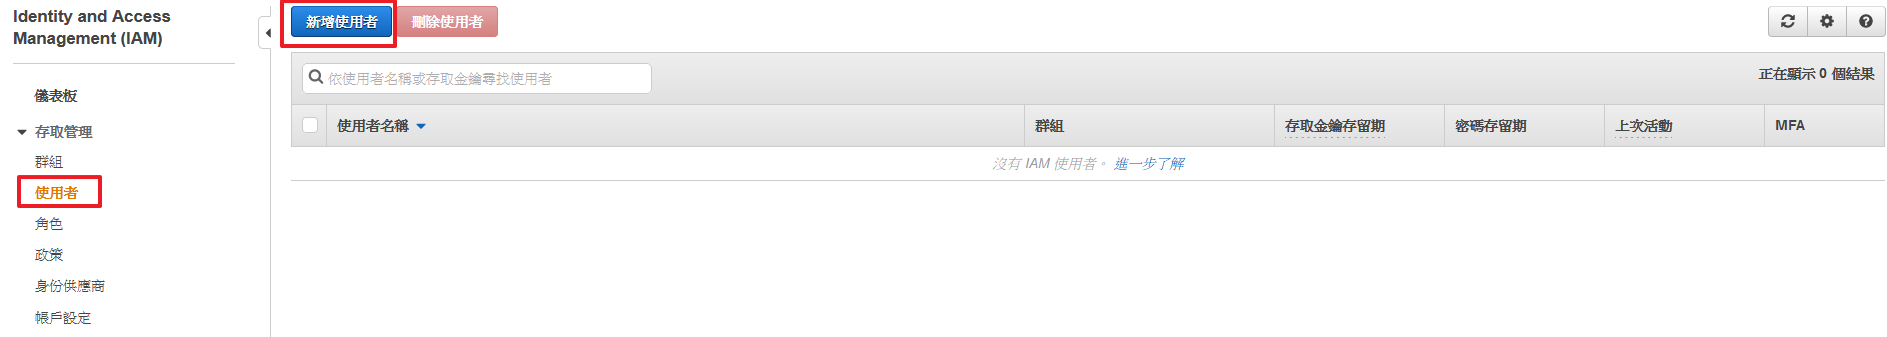 Identity and Access
Management (IAM)
儀表板
存取管理
群組
使用者
角色
政策
身份供應商
帳戶設定
新增使用者 刪除使用者
依使用者名稱或存取金鑰尋找使用者
正在顯示 0 個結果
使用者名稱 群組 存取金鑰存留期 密碼存留期 上次活動 MFA
沒有 IAM 使用者。 進一步了解